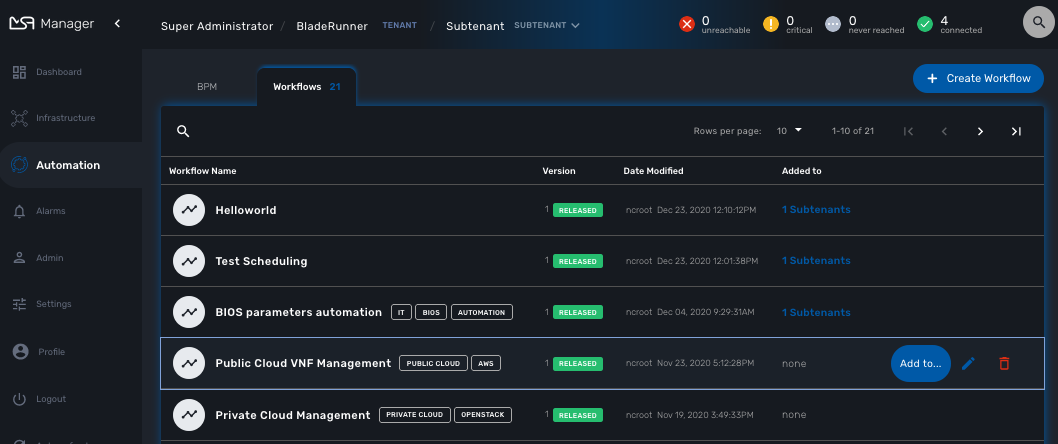 MSA Manager
Super Administrator / BladeRunner TENANT / Subtenant SUBTENANT
0 unreachable
0 critical
0 never reached
4 connected
Dashboard
Infrastructure
Automation
Alarms
Admin
Settings
Profile
Logout
BPM
Workflows 21
+ Create Workflow
Rows per page: 10 1-10 of 21
Workflow Name Version Date Modified Added to
Helloworld 1 RELEASED ncroot Dec 23, 2020 12:10:12PM 1 Subtenants
Test Scheduling 1 RELEASED ncroot Dec 23, 2020 12:01:38PM 1 Subtenants
BIOS parameters automation IT BIOS AUTOMATION 1 RELEASED ncroot Dec 04, 2020 9:29:31AM 1 Subtenants
Public Cloud VNF Management PUBLIC CLOUD AWS 1 RELEASED ncroot Nov 23, 2020 5:12:28PM none Add to...
Private Cloud Management PRIVATE CLOUD OPENSTACK 1 RELEASED ncroot Nov 19, 2020 3:49:33PM none